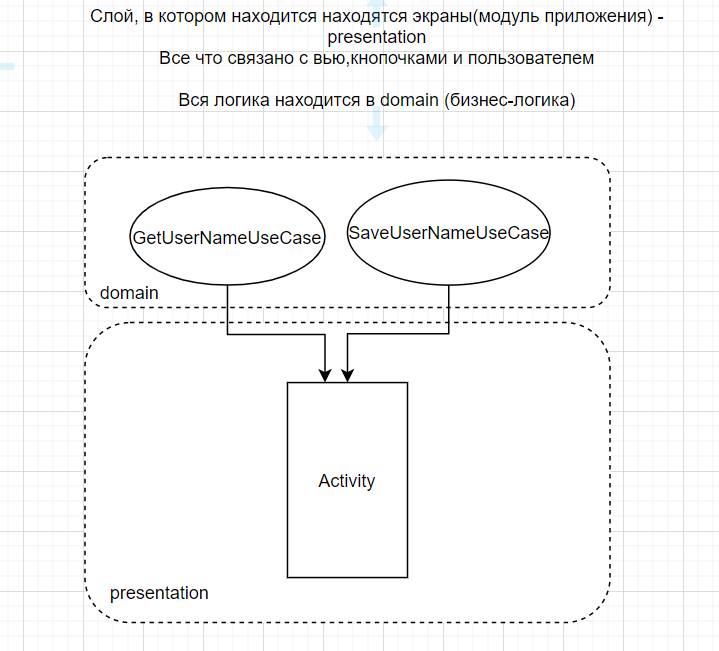 Слой, в котором находится находятся экраны(модуль приложения) -
presentation
Все что связано с вью,кнопочками и пользователем
Вся логика находится в domain (бизнес-логика)
GetUserNameUseCase
SaveUserNameUseCase
domain
Activity
presentation